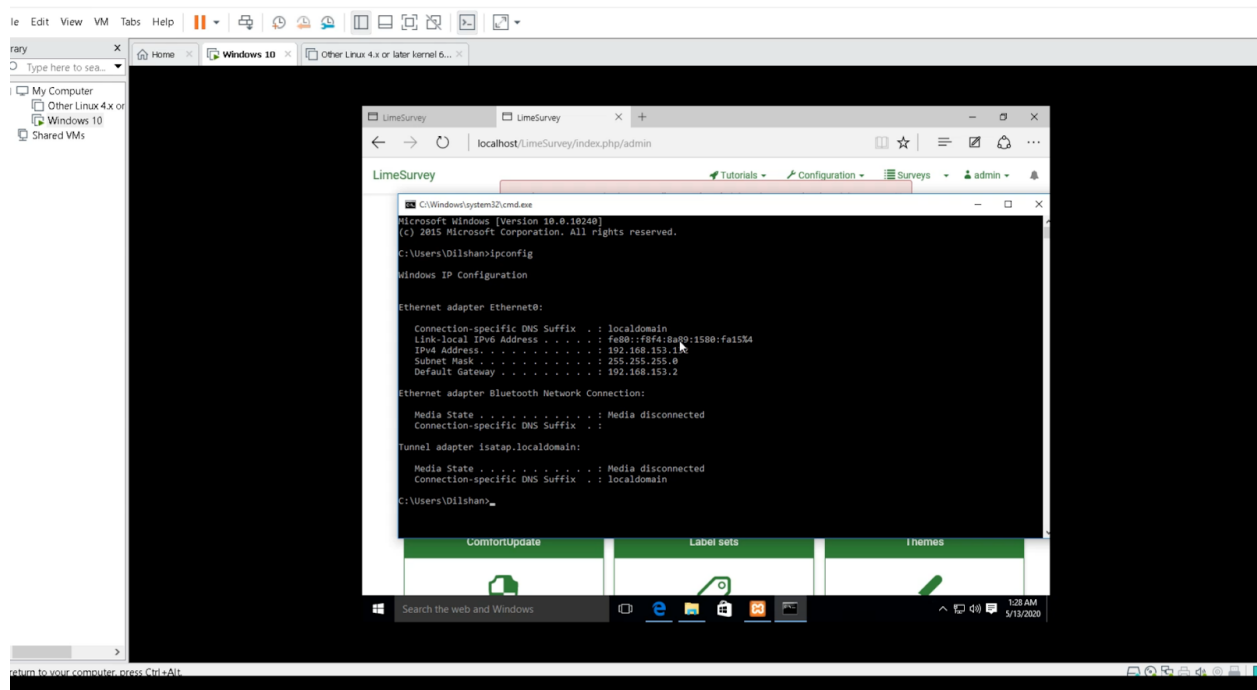 le Edit View VM Tabs Help
rary
Type here to sea...
Home
Windows 10
Other Linux 4.x or later kernel 6...
My Computer
Other Linux 4.x or
Windows 10
Shared VMs
LimeSurvey
LimeSurvey
localhost/LimeSurvey/index.php/admin
LimeSurvey
Tutorials
Configuration
Surveys
admin
C:\Windows\system32\cmd.exe
Microsoft Windows [Version 10.0.10240]
(c) 2015 Microsoft Corporation. All rights reserved.
C:\Users\Dilshan>ipconfig
Windows IP Configuration
Ethernet adapter Ethernet0:
Connection-specific DNS Suffix . : localdomain
Link-local IPv6 Address . . . . . : fe80::f8f4:8a89:1580:fa15%4
IPv4 Address. . . . . . . . . . . :
Subnet Mask . . . . . . . . . . . : 255.255.255.0
Default Gateway . . . . . . . . . : 192.168.153.2
Ethernet adapter Bluetooth Network Connection:
Media State . . . . . . . . . . . : Media disconnected
Connection-specific DNS Suffix . :
Tunnel adapter isatap.localdomain:
Media State . . . . . . . . . . . : Media disconnected
Connection-specific DNS Suffix . : localdomain
C:\Users\Dilshan>_
ComfortUpdate
Label sets
Themes
Search the web and Windows
1:28 AM
5/13/2020
return to your computer, press Ctrl+Alt.